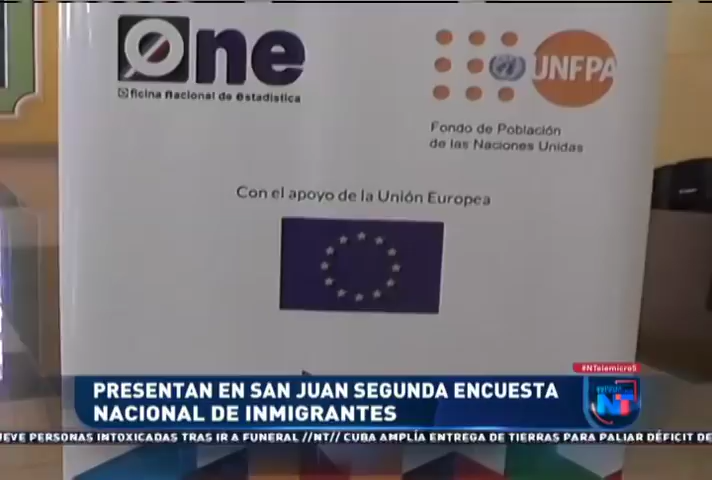 One
Oficina Nacional de Estadística
UNFPA
Fondo de Población
de las Naciones Unidas
Con el apoyo de la Unión Europea
#NTelemicro5
PRESENTAN EN SAN JUAN SEGUNDA ENCUESTA
NACIONAL DE INMIGRANTES
NT
PERSONAS INTOXICADAS TRAS IR A FUNERAL //NT// CUBA AMPLÍA ENTREGA DE TIERRAS PARA PALIAR DÉFICIT DE